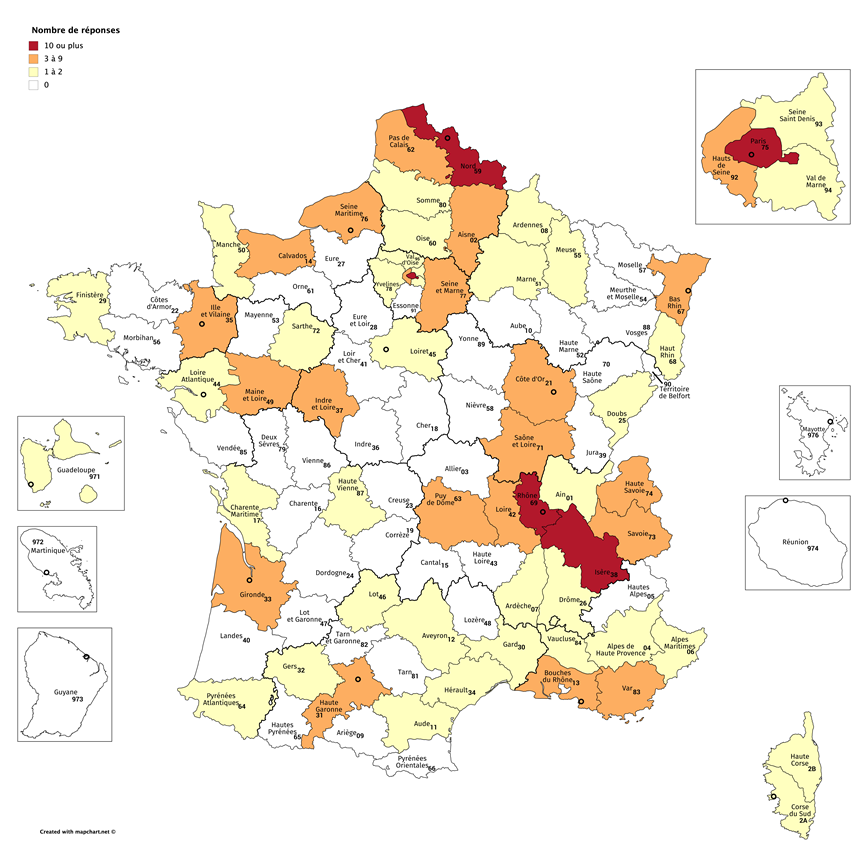 Nombre de réponses
10 ou plus
3 à 9
1 à 2
0
Pas de
Calais 62
Nord 59
Somme 80
Seine
Maritime 76
Aisne
02
Oise 60
Ardennes
08
Manche
50
Calvados
14
Eure
27
Val
d'Oise
Yvelines
78
Seine
et Marne
77
Essonne
91
Marne 51
Meuse
55
Moselle 57
Meurthe
et Moselle 54
Bas
Rhin
67
Finistère
29
Côtes
d'Armor
22
Ille
et Vilaine
35
Morbihan 56
Orne 61
Mayenne
53
Sarthe 72
Eure
et Loir 28
Loiret 45
Loir
et Cher 41
Yonne
89
Aube 10
Haute
Marne
52
Vosges
88
Haut
Rhin
68
70
Haute
Saône
90
Territoire
de Belfort
Loire
Atlantique 44
Maine
et Loire 49
Indre
et Loire 37
Côte d'Or 21
Nièvre 58
Doubs
25
Cher 18
Saône
et Loire 71
Jura 39
Vendée
85
Deux
Sèvres
79
Vienne
86
Indre 36
Allier 03
Charente
Maritime
17
Charente
16
Haute
Vienne
87
Creuse
23
Puy
de Dôme 63
Loire
42
Rhône
69
Ain 01
Haute
Savoie 74
Savoie 73
19
Corrèze
Cantal 15
Haute
Loire 43
Isère 38
Hautes
Alpes 05
Gironde 33
Dordogne 24
Lot 46
Lozère 48
Ardèche 07
Drôme 26
Lot
et Garonne
47
Tarn
et Garonne
82
Aveyron 12
Gard 30
Vaucluse 84
Alpes de
Haute Provence
04
Alpes
Maritimes
06
Landes 40
Gers 32
Tarn
81
Hérault 34
Bouches
du Rhône 13
Var
83
Pyrénées
Atlantiques 64
Haute
Garonne
31
Hautes
Pyrénées
65
Ariège 09
Aude 11
Pyrénées
Orientales 66
Haute
Corse 2B
Corse
du Sud
2A
Seine
Saint Denis
93
Paris
75
Hauts
de
Seine
92
Val de
Marne
94
Guadeloupe
971
972
Martinique
Guyane
973
Mayotte
976
Réunion
974
Created with mapchart.net ©